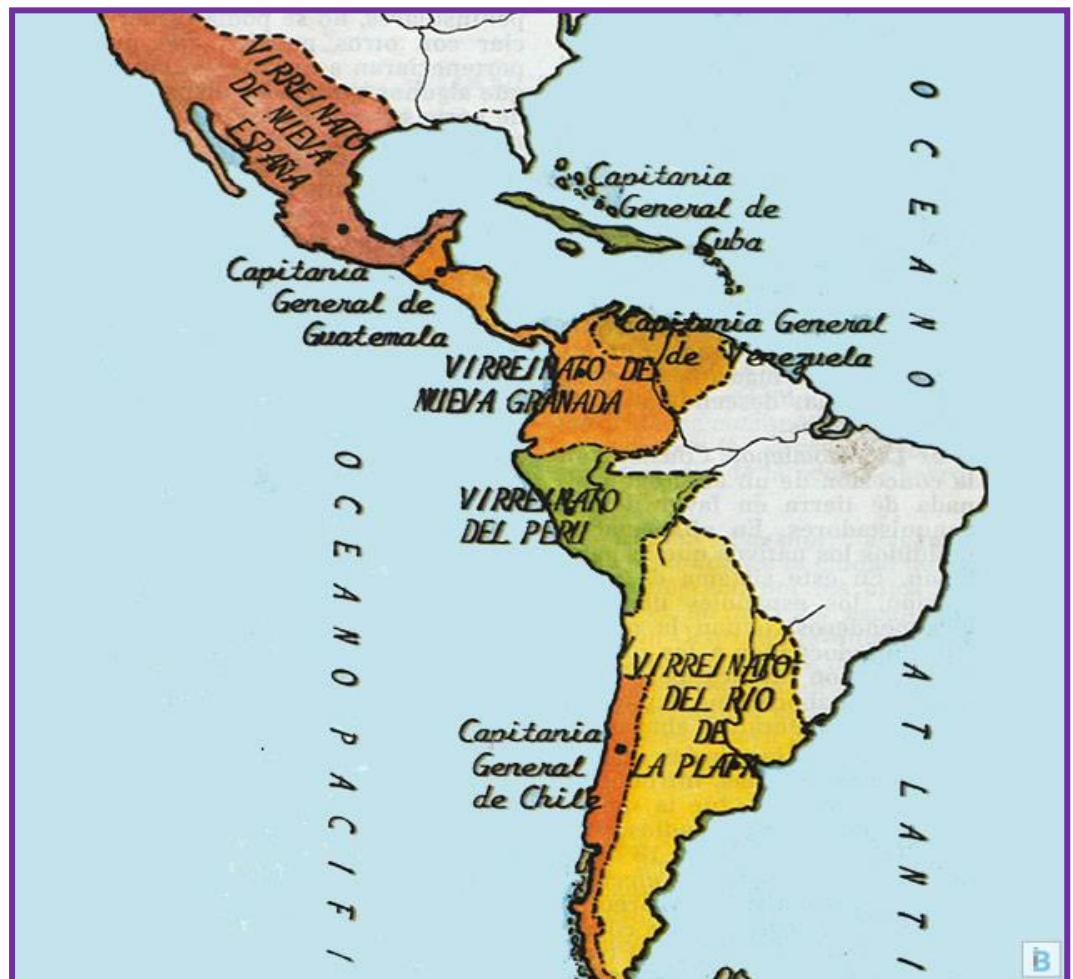 VIRREINATO
DE NUEVA
ESPAÑA
Capitania
General de
Cuba
Capitania
General de
Guatemala
Capitania General
de Venezuela
VIRREINATO DE
NUEVA GRANADA
VIRREINATO
DEL PERU
VIRREINATO
DEL RIO
DE
LA PLATA
Capitania
General
de Chile
OCEANO PACIFI
OCEANO
ATLANTI
B